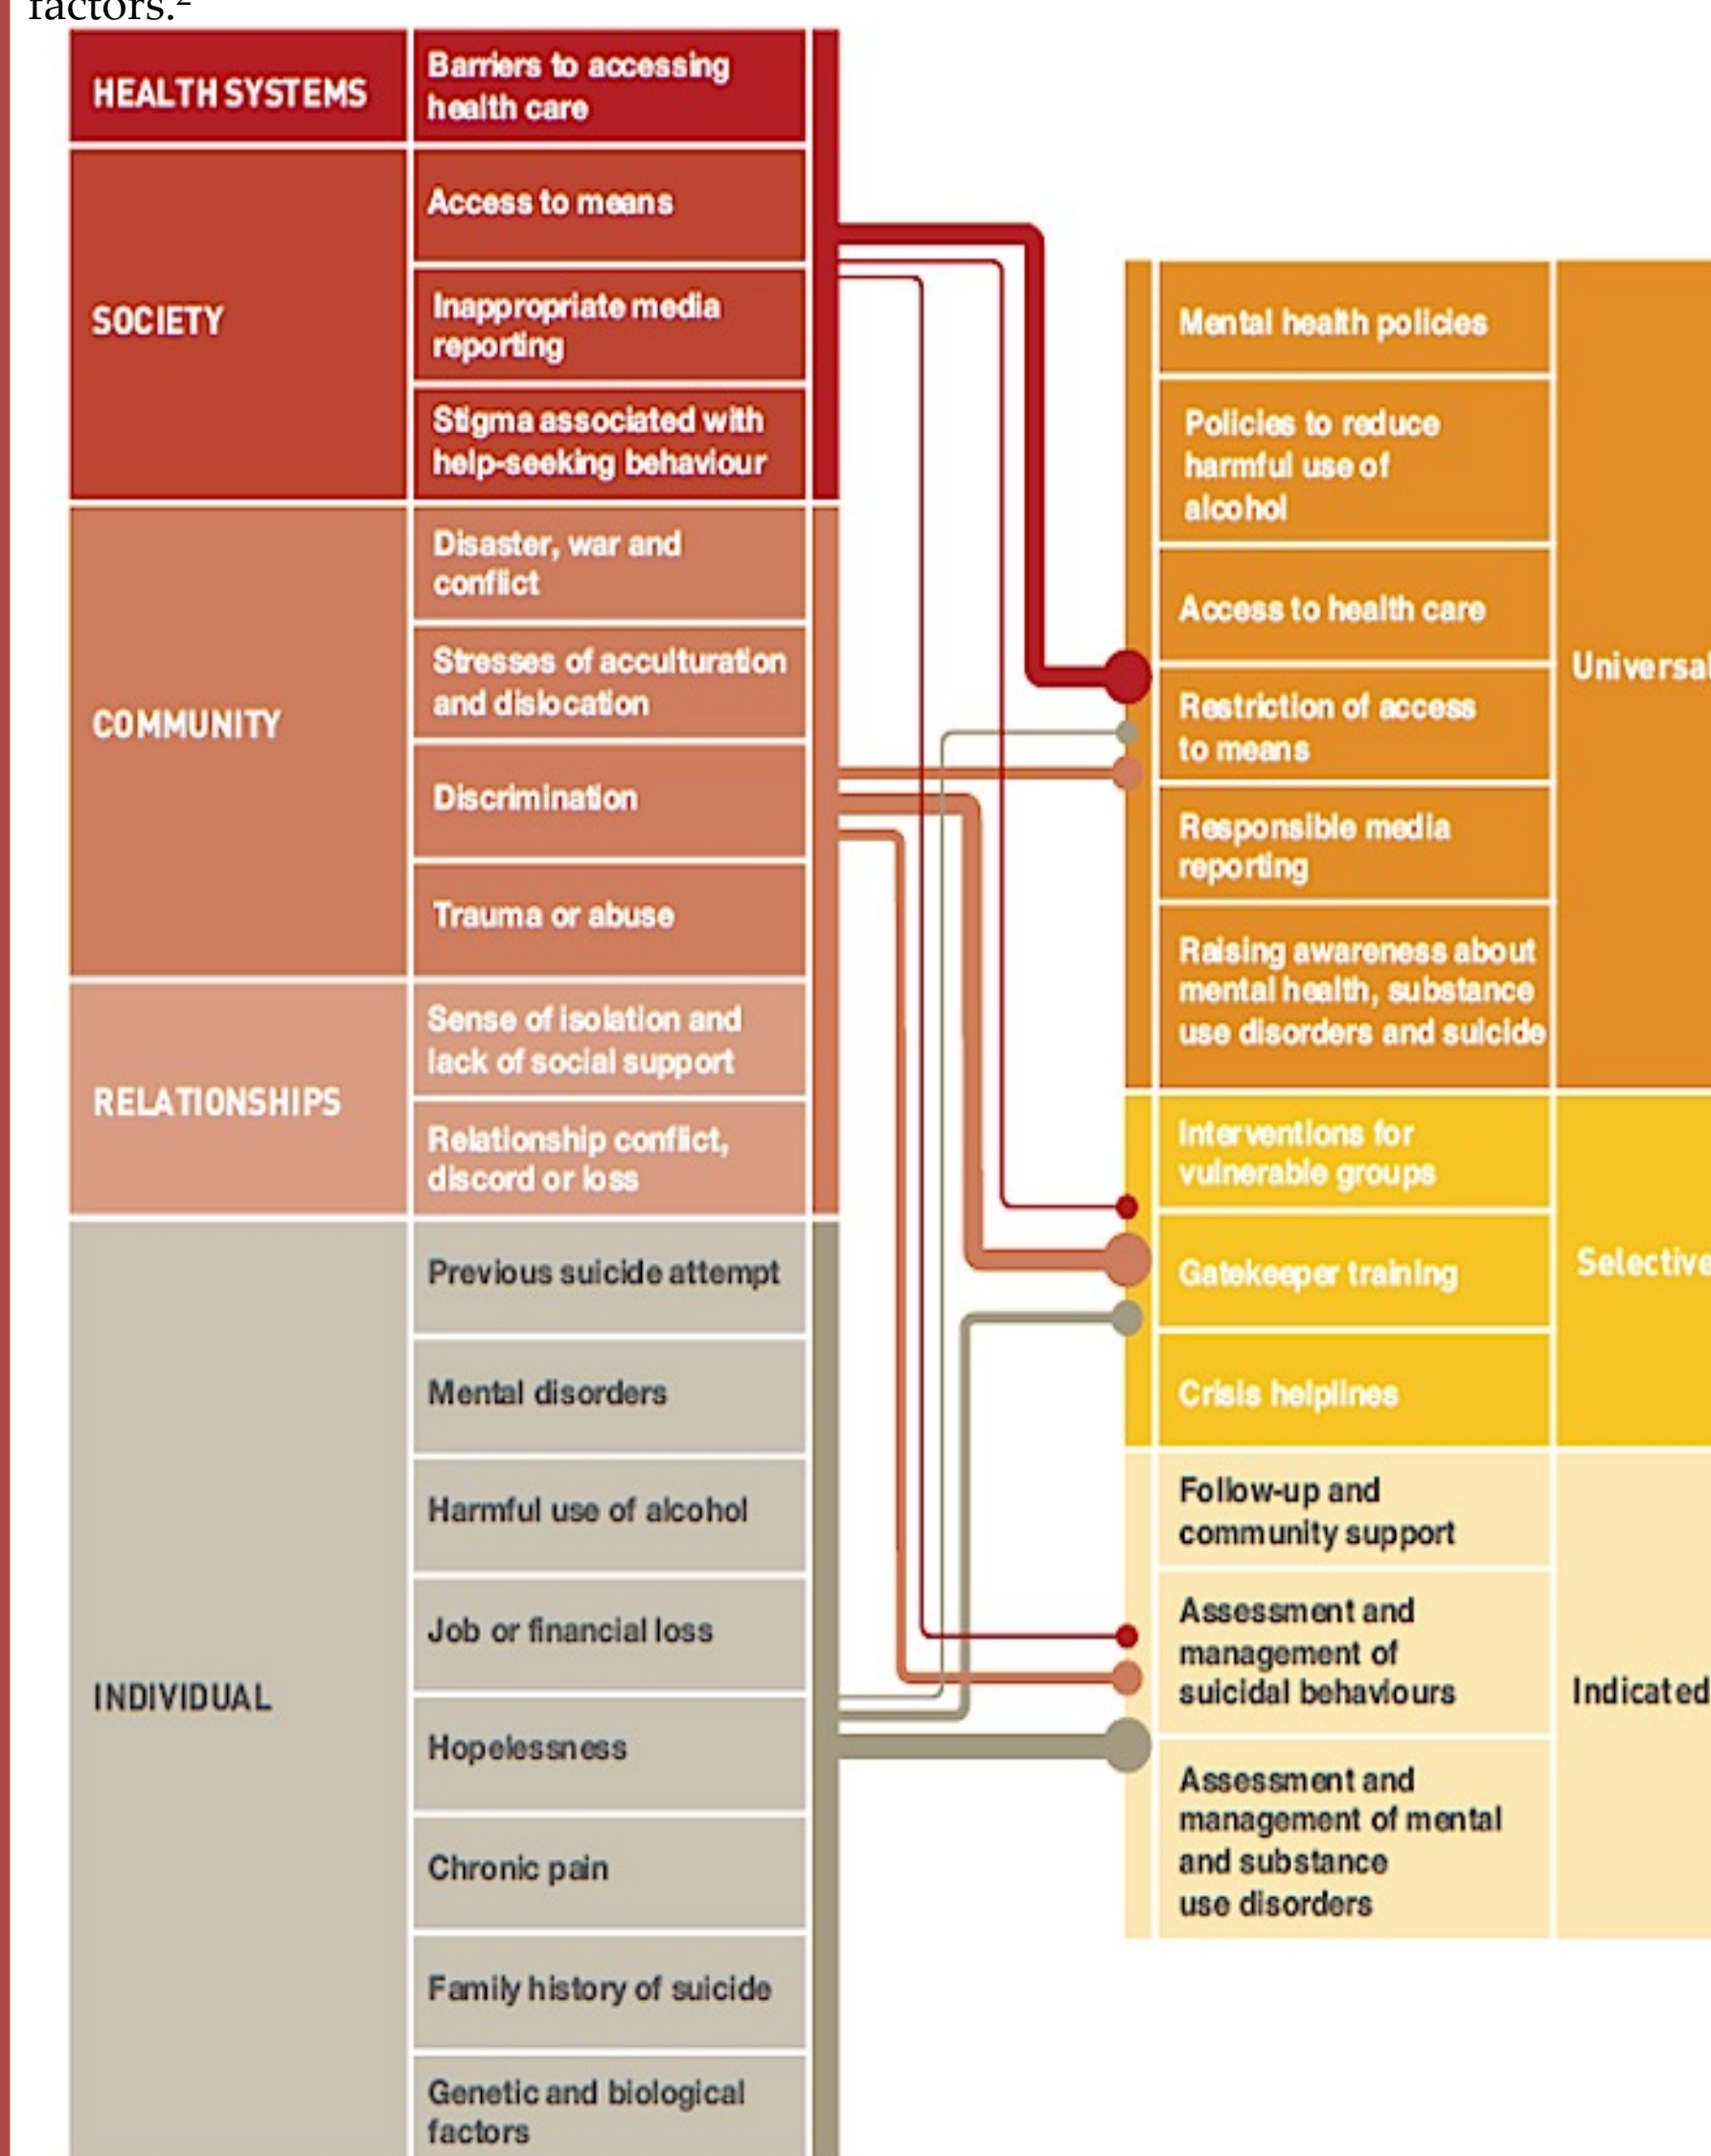 factors.2
HEALTH SYSTEMS
Barriers to accessing
health care
SOCIETY
Access to means
Inappropriate media
reporting
Stigma associated with
help-seeking behaviour
COMMUNITY
Disaster, war and
conflict
Stresses of acculturation
and dislocation
Discrimination
Trauma or abuse
RELATIONSHIPS
Sense of isolation and
lack of social support
Relationship conflict,
discord or loss
INDIVIDUAL
Previous suicide attempt
Mental disorders
Harmful use of alcohol
Job or financial loss
Hopelessness
Chronic pain
Family history of suicide
Genetic and biological
factors
Mental health policies
Policies to reduce
harmful use of
alcohol
Access to health care
Restriction of access
to means
Responsible media
reporting
Raising awareness about
mental health, substance
use disorders and suicide
Universal
Interventions for
vulnerable groups
Gatekeeper training
Crisis helplines
Selective
Follow-up and
community support
Assessment and
management of
suicidal behaviours
Assessment and
management of mental
and substance
use disorders
Indicated